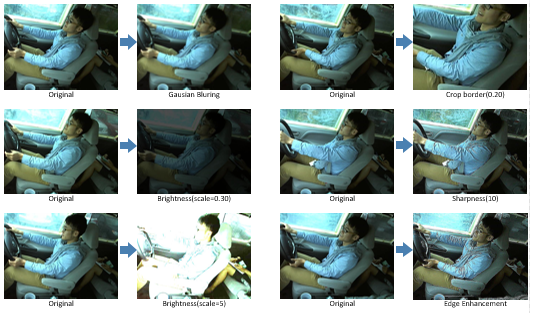 Original
Gausian Bluring
Original
Crop border(0.20)
Original
Brightness(scale=0.30)
Original
Sharpness(10)
Original
Brightness(scale=5)
Original
Edge Enhancement